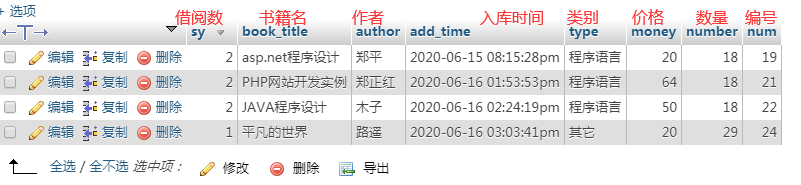 + 选项
借阅数 书籍名 作者 入库时间 类别 价格 数量 编号
←T→ sy book_title author add_time type money number num
编辑 复制 删除 2 asp.net程序设计 郑平 2020-06-15 08:15:28pm 程序语言 20 18 19
编辑 复制 删除 2 PHP网站开发实例 郑正红 2020-06-16 01:53:53pm 程序语言 64 18 21
编辑 复制 删除 2 JAVA程序设计 木子 2020-06-16 02:24:19pm 程序语言 50 18 22
编辑 复制 删除 1 平凡的世界 路遥 2020-06-16 03:03:41pm 其它 20 29 24
全选 / 全不选 选中项： 修改 删除 导出